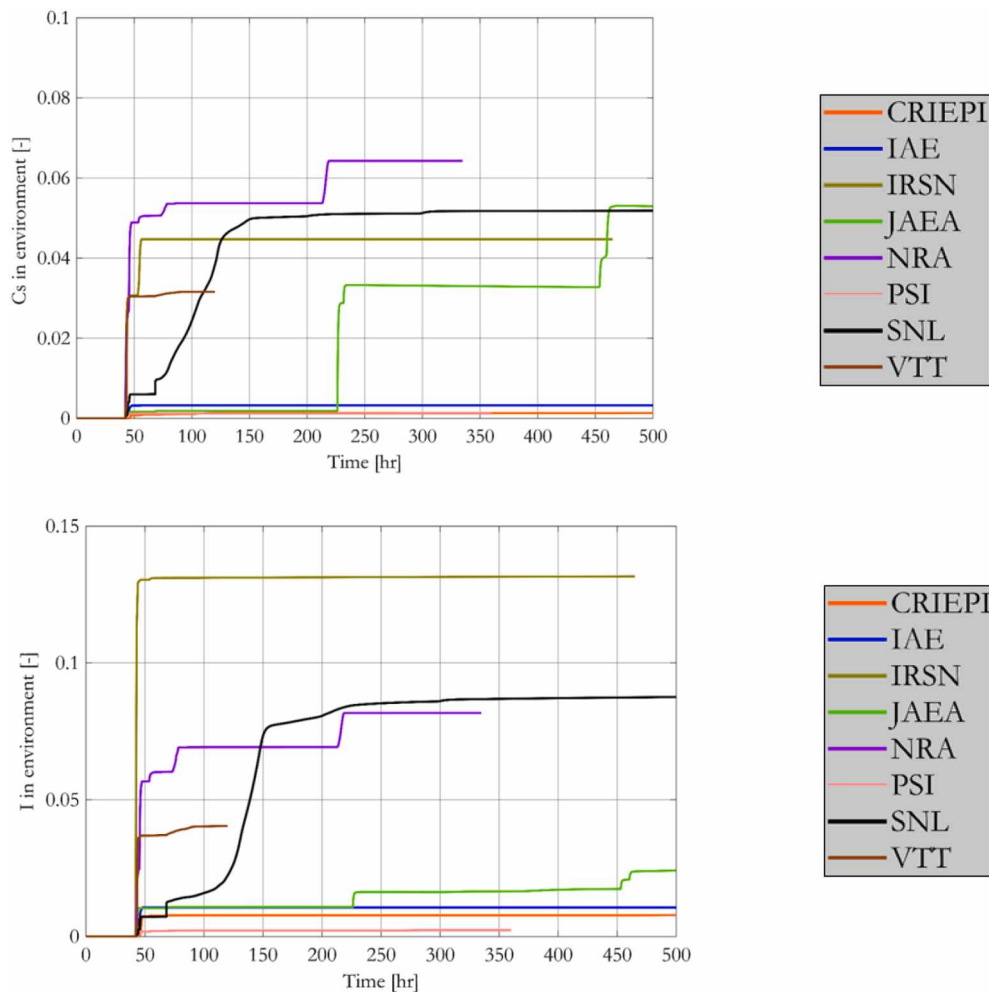 0.1
0.08
0.06
0.04
0.02
0
Cs in environment [-]
0 50 100 150 200 250 300 350 400 450 500
Time [hr]
CRIEPI
IAE
IRSN
JAEA
NRA
PSI
SNL
VTT
0.15
0.1
0.05
0
I in environment [-]
0 50 100 150 200 250 300 350 400 450 500
Time [hr]
CRIEPI
IAE
IRSN
JAEA
NRA
PSI
SNL
VTT